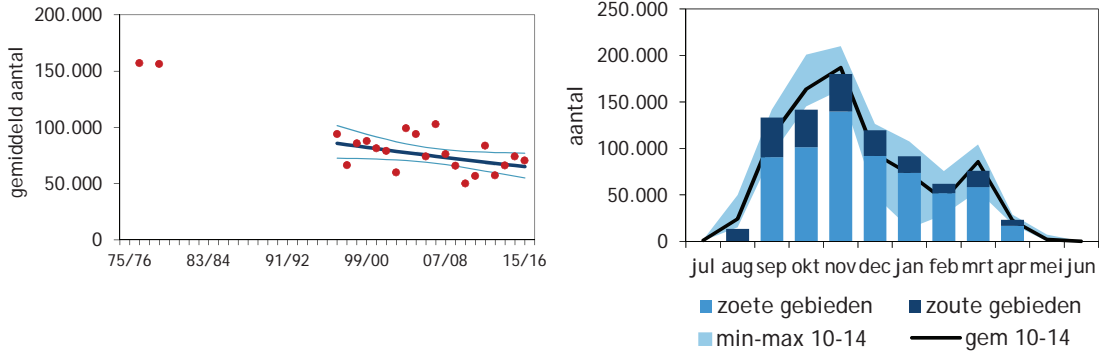 gemiddeld aantal
200.000
150.000
100.000
50.000
0
75/76 83/84 91/92 99/00 07/08 15/16
aantal
250.000
200.000
150.000
100.000
50.000
0
jul aug sep okt nov dec jan feb mrt apr mei jun
zoete gebieden zoute gebieden
min-max 10-14 gem 10-14